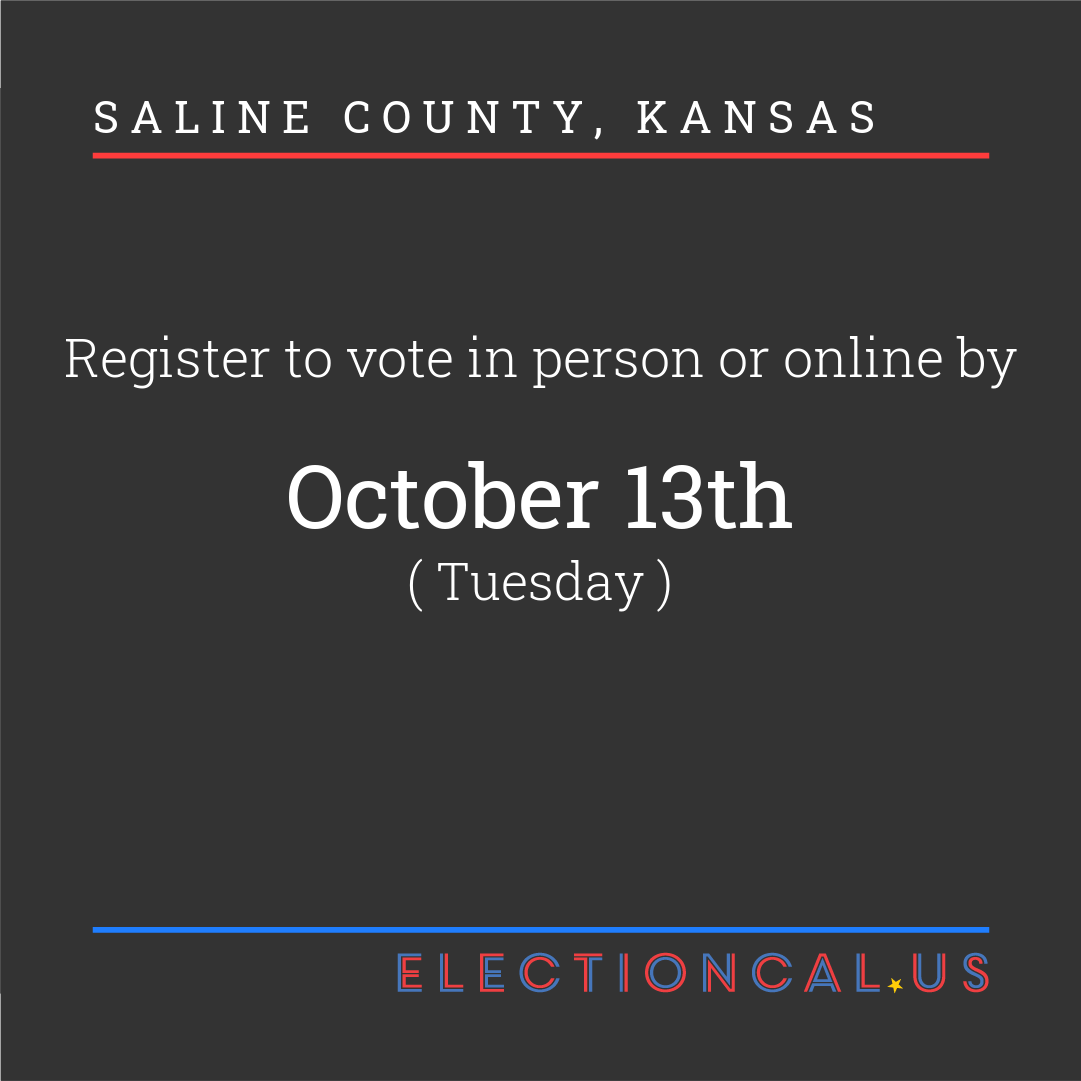 SALINE COUNTY, KANSAS
Register to vote in person or online by
October 13th
( Tuesday )
ELECTIONCAL.US